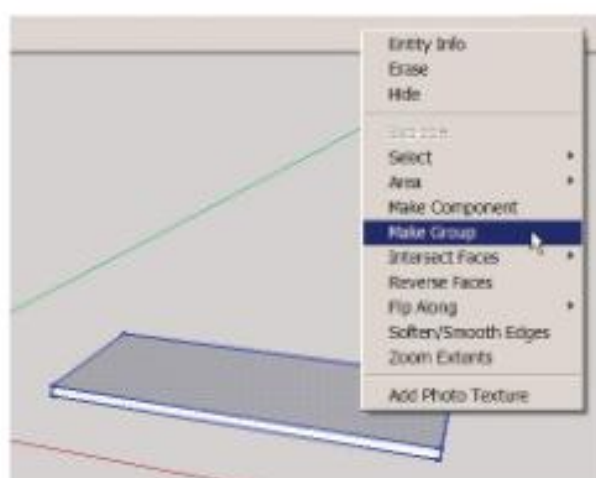 Entity Info
Erase
Hide
Select
Area
Make Component
Make Group
Intersect Faces
Reverse Faces
Flip Along
Soften/Smooth Edges
Zoom Extents
Add Photo Texture